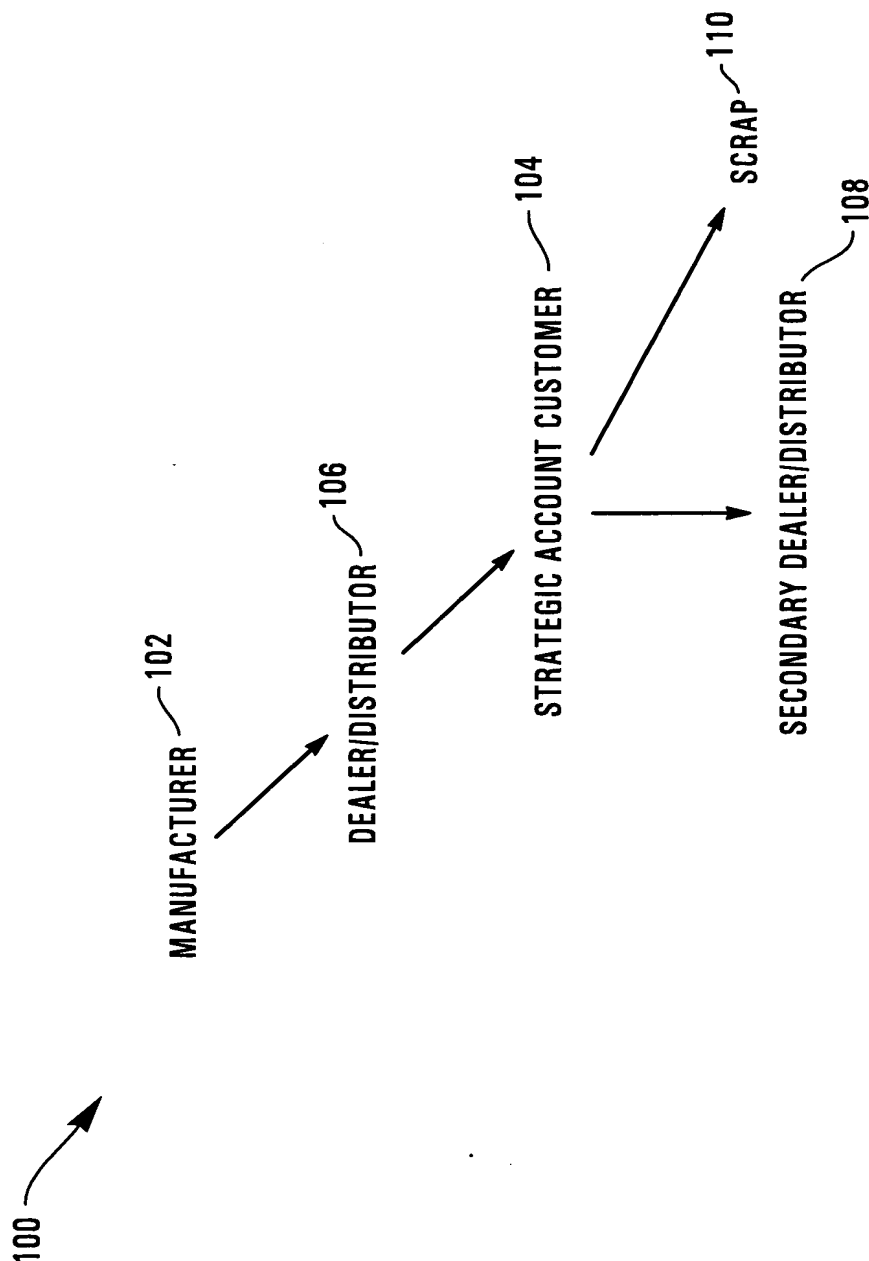 100
MANUFACTURER 102
DEALER/DISTRIBUTOR 106
STRATEGIC ACCOUNT CUSTOMER 104
SCRAP 110
SECONDARY DEALER/DISTRIBUTOR 108